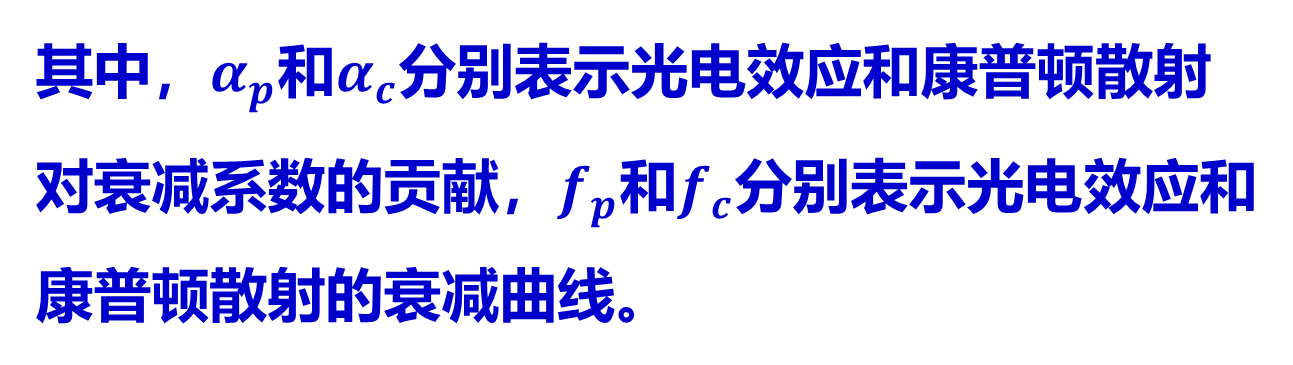 其中，αp和αc分别表示光电效应和康普顿散射
对衰减系数的贡献，fp和fc分别表示光电效应和
康普顿散射的衰减曲线。